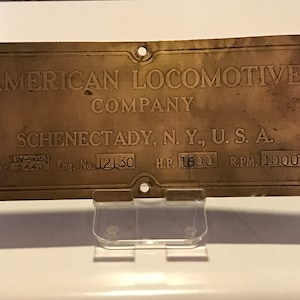 AMERICAN LOCOMOTIVE
COMPANY
SCHENECTADY, N. Y., U. S. A.
Eng. No. 12130 H.P. 1600 R.P.M. 1000